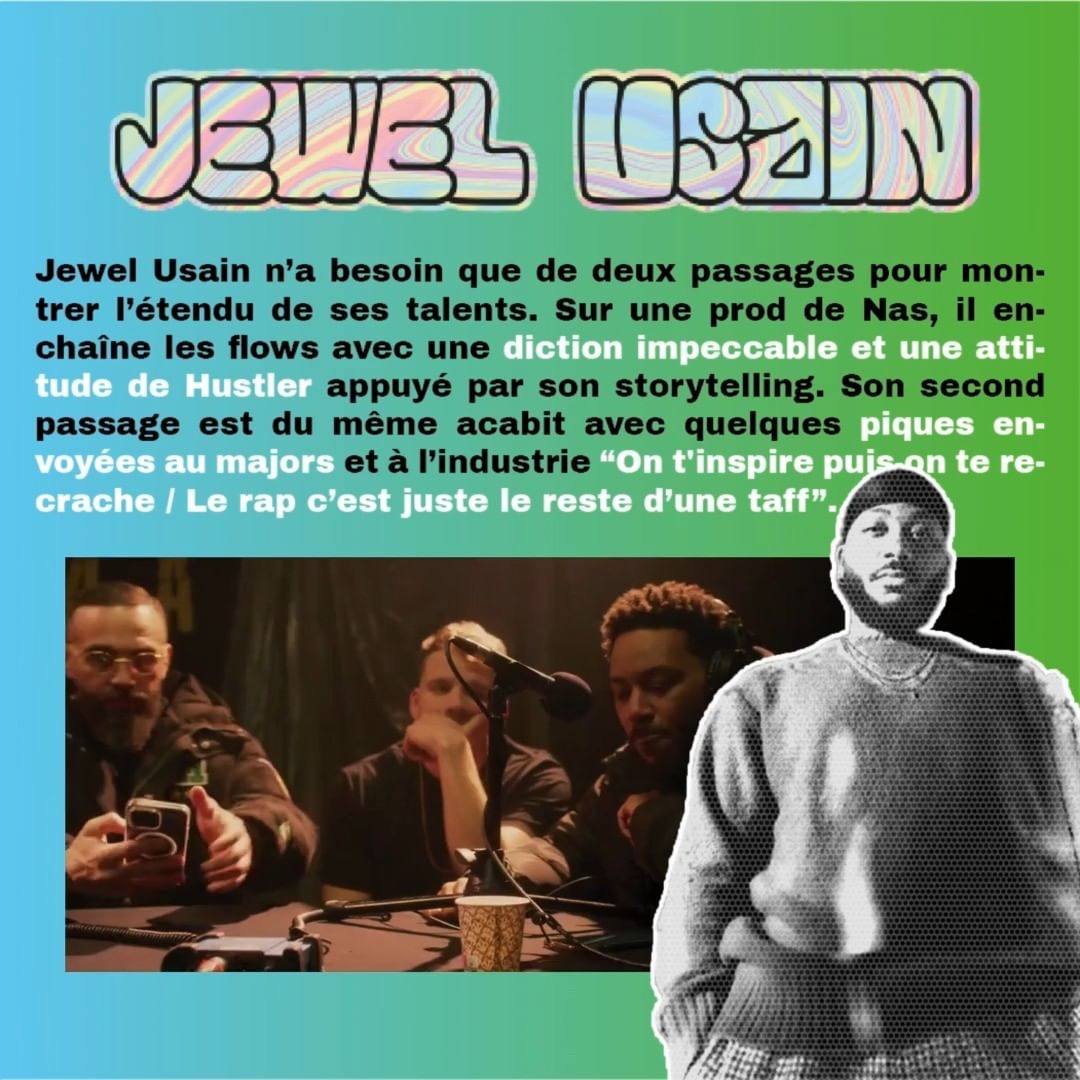 JEWEL USAIN
Jewel Usain n’a besoin que de deux passages pour mon-
trer l’étendu de ses talents. Sur une prod de Nas, il en-
chaîne les flows avec une diction impeccable et une atti-
tude de Hustler appuyé par son storytelling. Son second
passage est du même acabit avec quelques piques en-
voyées au majors et à l’industrie “On t'inspire puis on te re-
crache / Le rap c’est juste le reste d’une taff”.